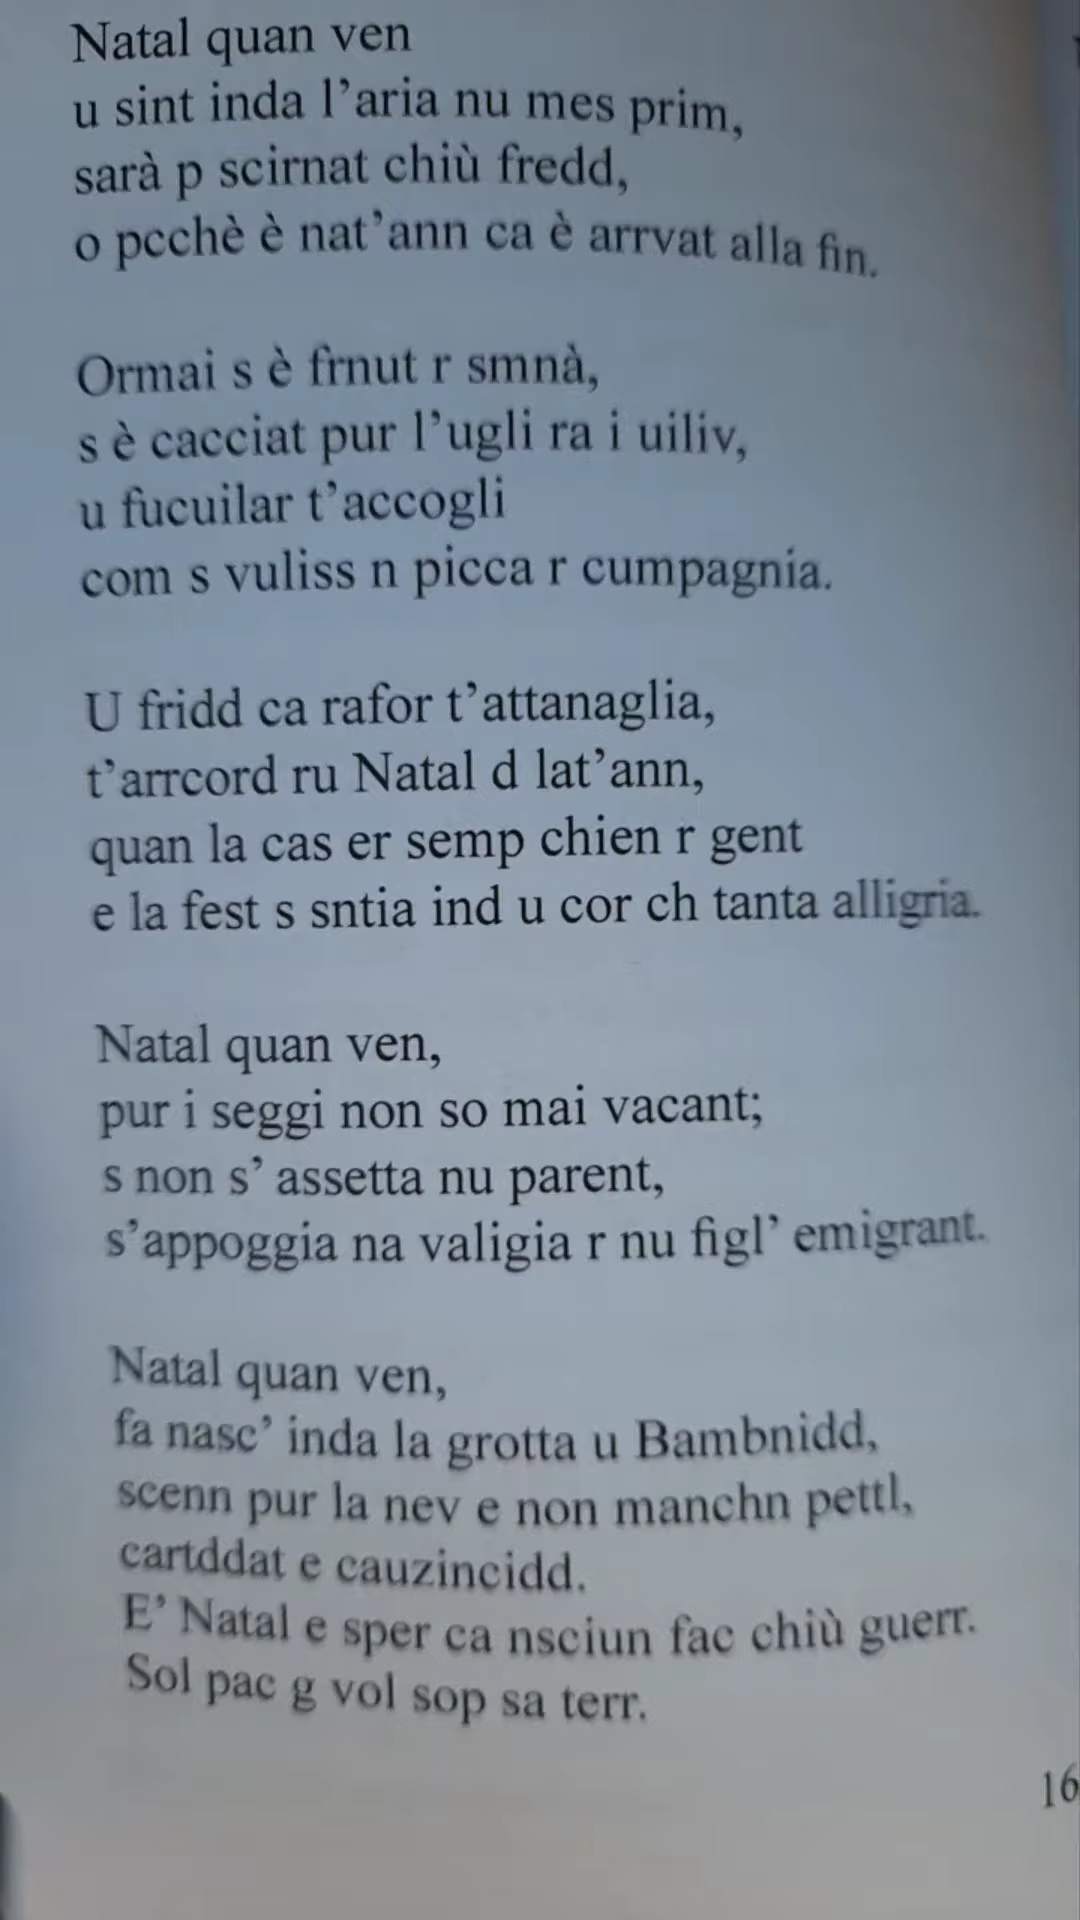 Natal quan ven
u sint inda l’aria nu mes prim,
sarà p scirnat chiù fredd,
o pcchè è nat’ann ca è arrvat alla fin.
Ormai s è frnut r smnà,
s è cacciat pur l’ugli ra i uiliv,
u fucuilar t’accogli
com s vuliss n picca r cumpagnia.
U fridd ca rafor t’attanaglia,
t’arrcord ru Natal d lat’ann,
quan la cas er semp chien r gent
e la fest s sntia ind u cor ch tanta alligria.
Natal quan ven,
pur i seggi non so mai vacant;
s non s’ assetta nu parent,
s’appoggia na valigia r nu figl’ emigrant.
Natal quan ven,
fa nasc’ inda la grotta u Bambnidd,
scenn pur la nev e non manchn pettl,
cartddat e cauzincidd.
E’ Natal e sper ca nsciun fac chiù guerr.
Sol pac g vol sop sa terr.
16